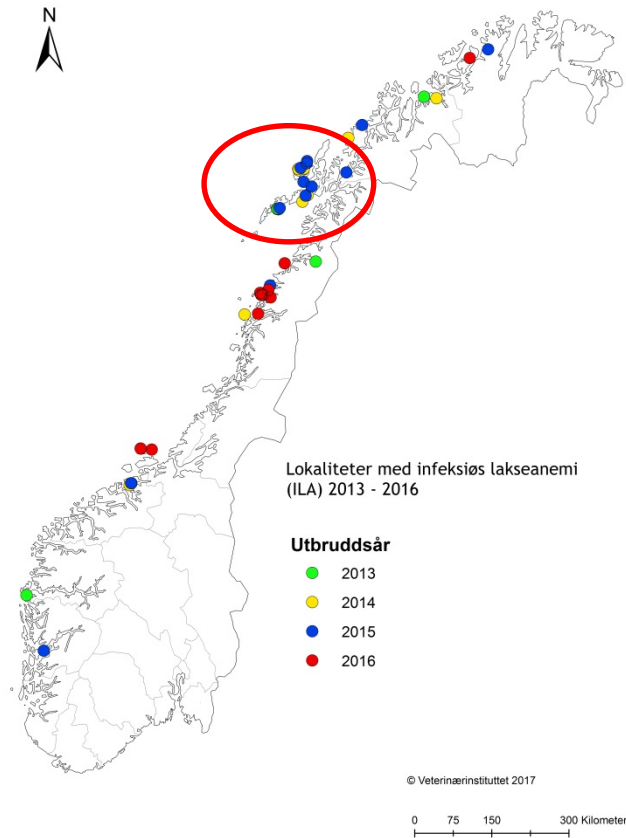 N
Lokaliteter med infeksiøs lakseanemi
(ILA) 2013 - 2016
Utbruddsår
2013
2014
2015
2016
© Veterinærinstituttet 2017
0 75 150 300 Kilometer